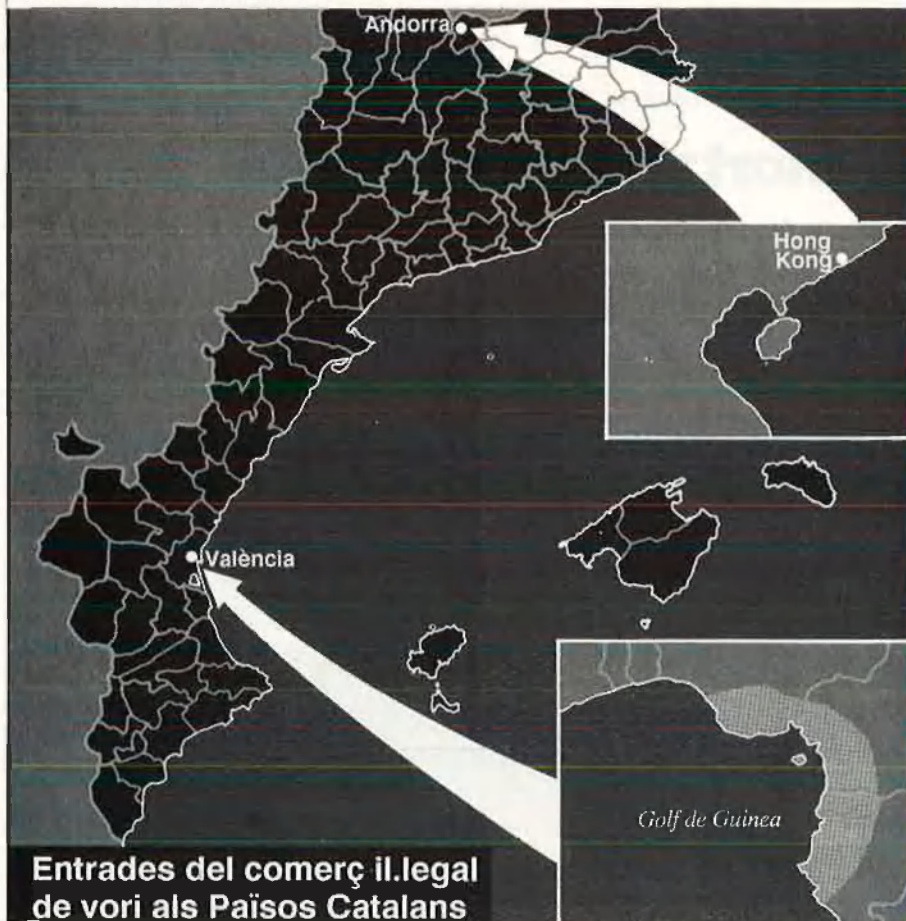 Andorra
Hong
Kong
València
Golf de Guinea
Entrades del comerç il.legal
de vori als Països Catalans